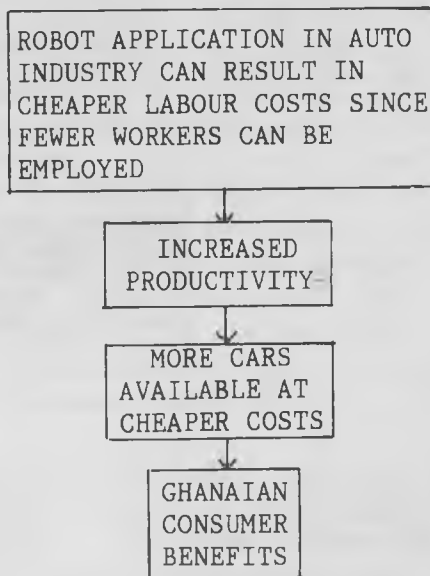 ROBOT APPLICATION IN AUTO
INDUSTRY CAN RESULT IN
CHEAPER LABOUR COSTS SINCE
FEWER WORKERS CAN BE
EMPLOYED
INCREASED
PRODUCTIVITY
MORE CARS
AVAILABLE AT
CHEAPER COSTS
GHANAIAN
CONSUMER
BENEFITS